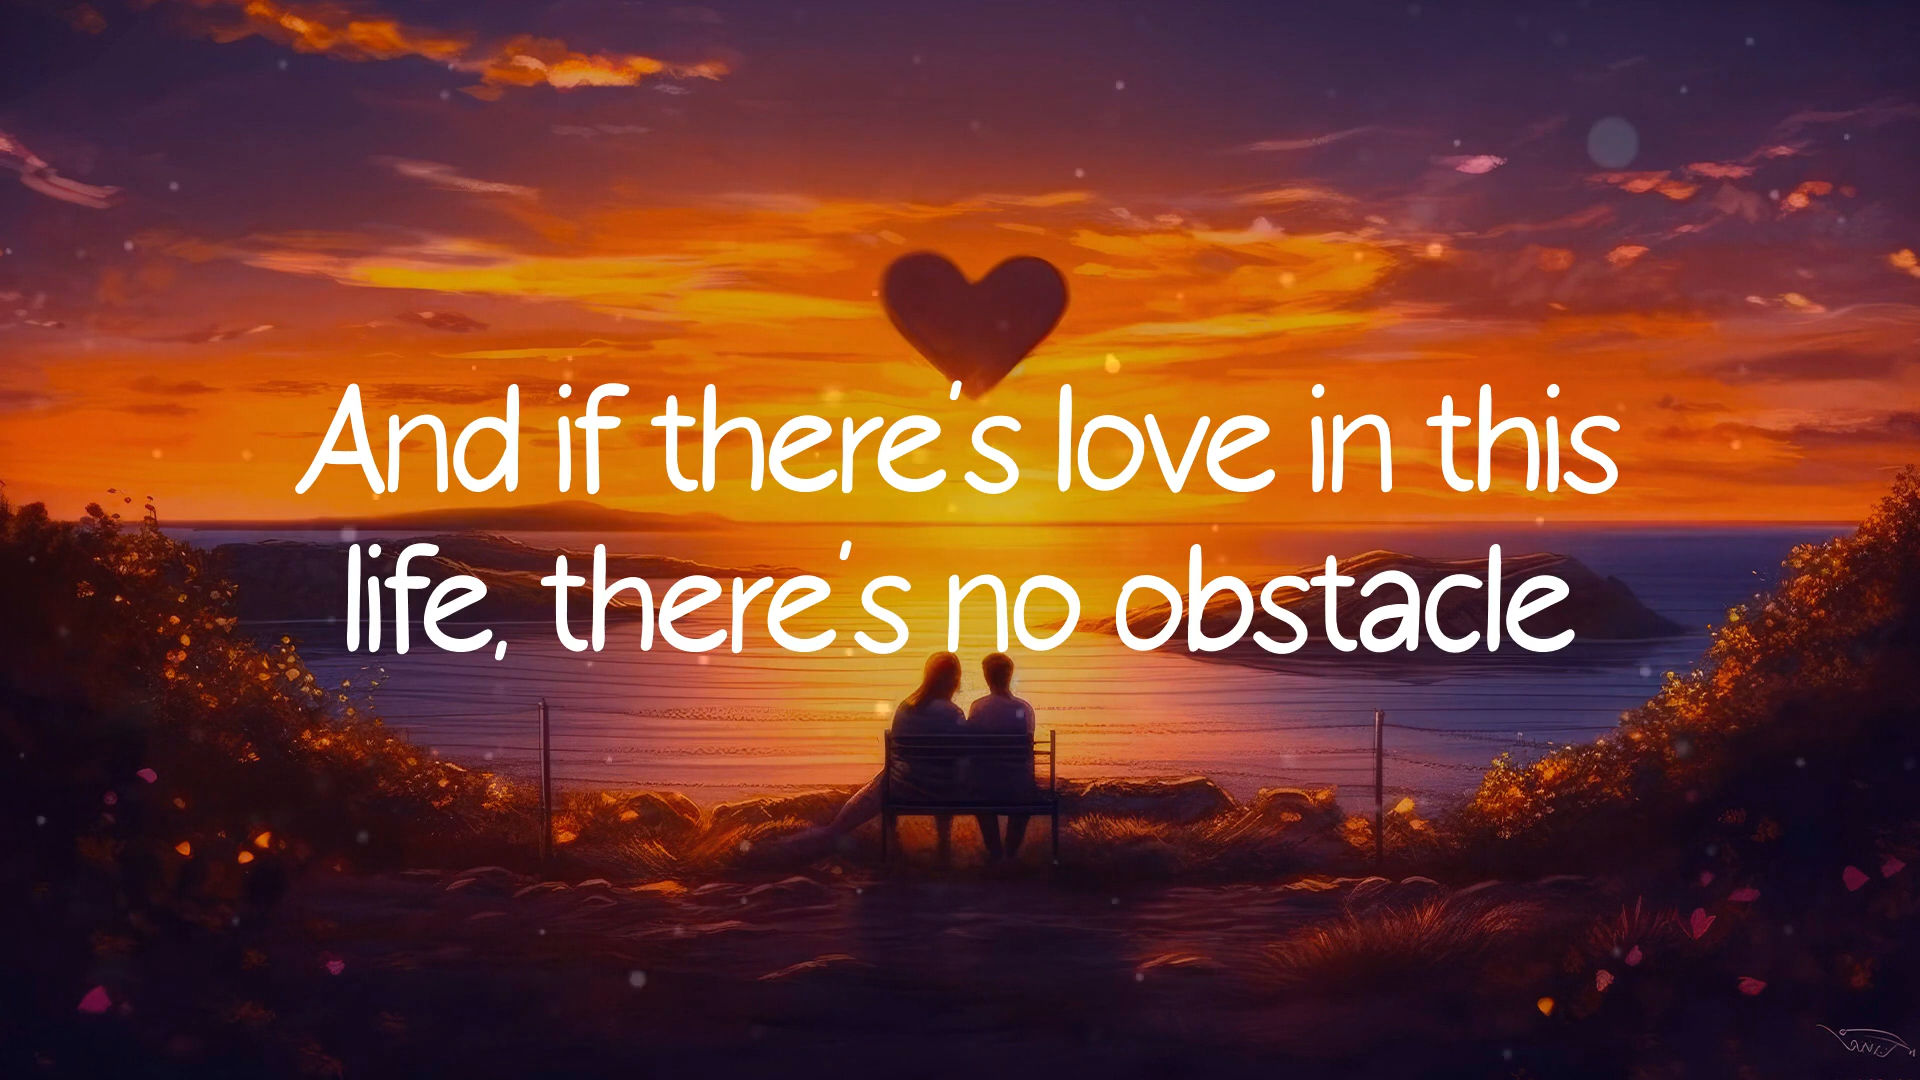 And if there's love in this
life, there's no obstacle